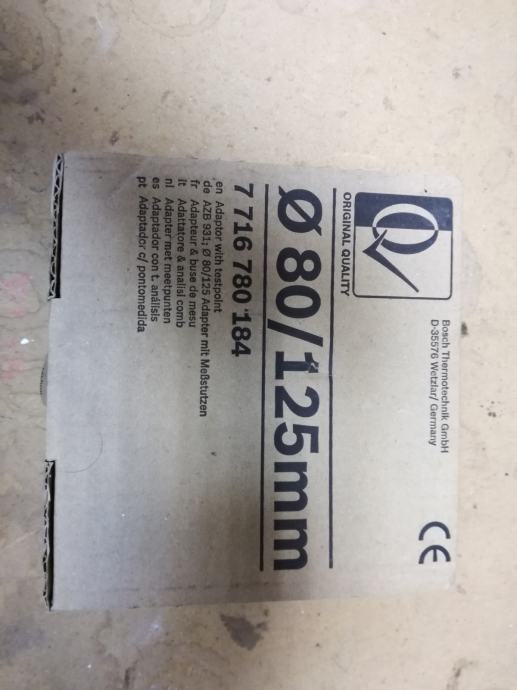 Bosch Thermotechnik GmbH
D-35576 Wetzlar/ Germany
CE
ORIGINAL QUALITY
Ø 80/125mm
7 716 780 184
en Adaptor with testpoint
de AZB 931; Ø 80/125 Adapter mit Meßstutzen
fr Adapteur & buse de mesu
it Adattatore & analisi comb
nl Adapter met meetpunten
es Adaptador con t. análisis
pt Adaptador c/ pontomedida